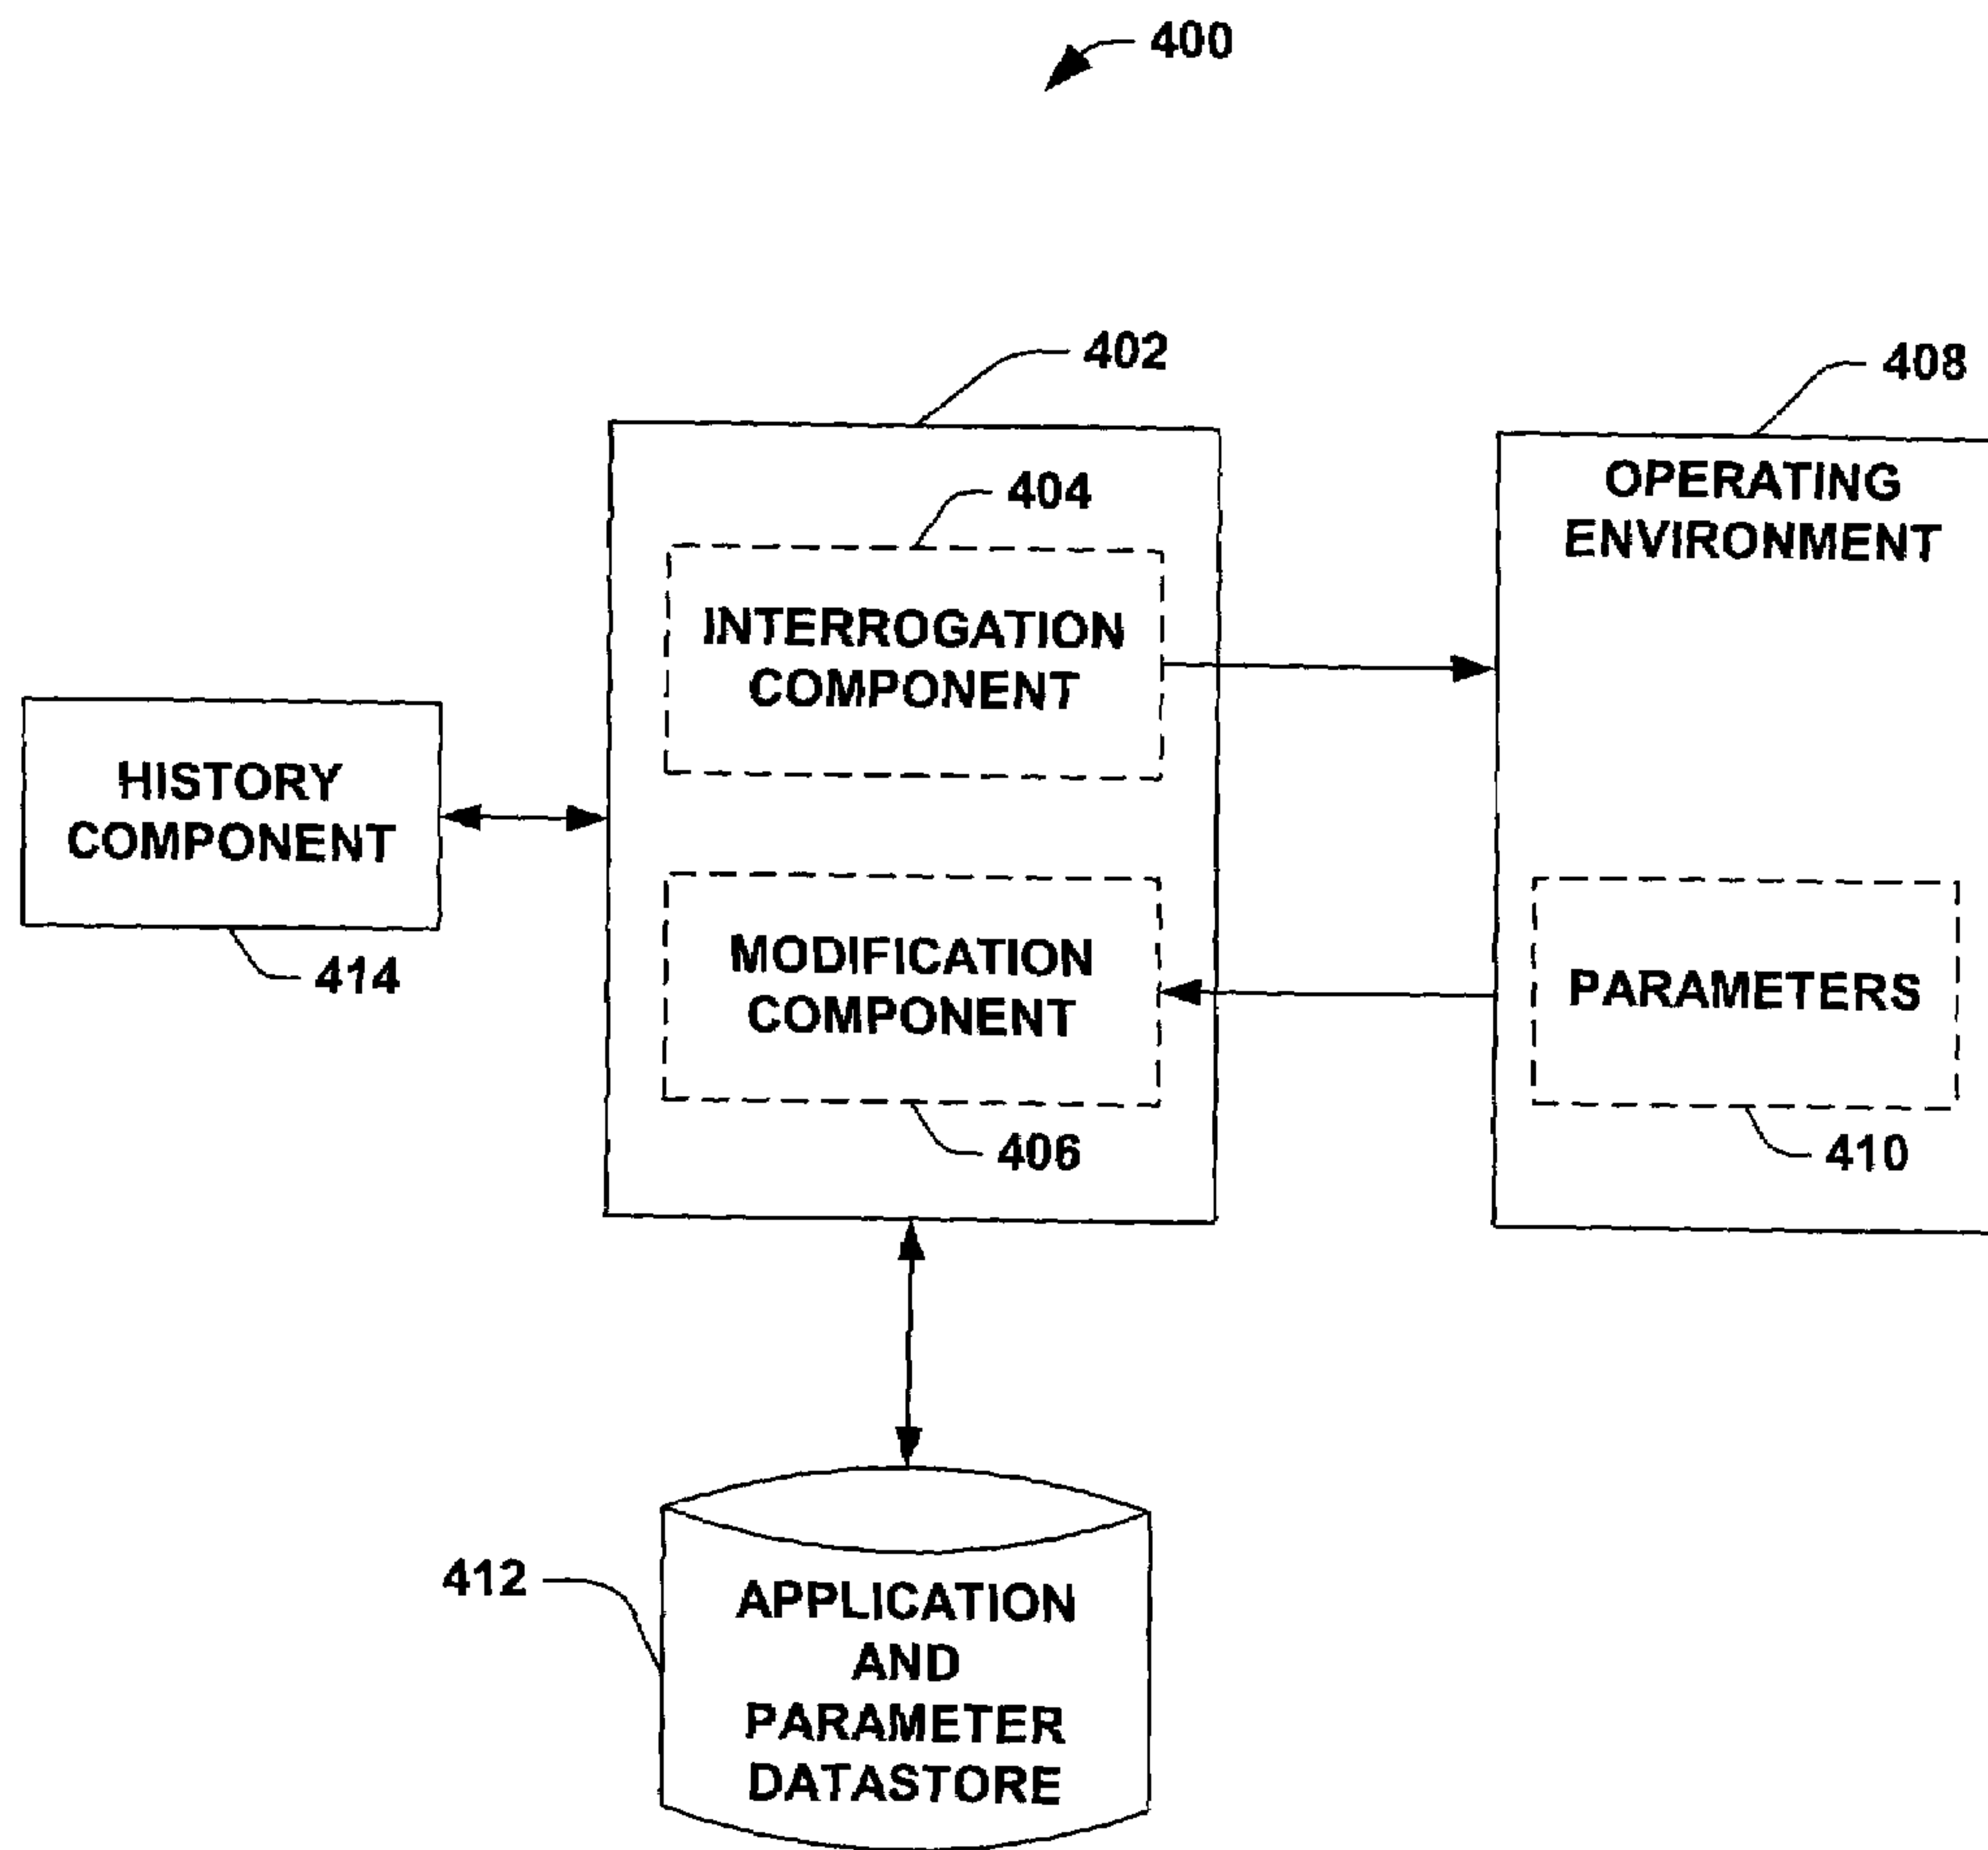 400
402
408
404
OPERATING
ENVIRONMENT
INTERROGATION
COMPONENT
HISTORY
COMPONENT
414
MODIFICATION
COMPONENT
PARAMETERS
406
410
412
APPLICATION
AND
PARAMETER
DATASTORE